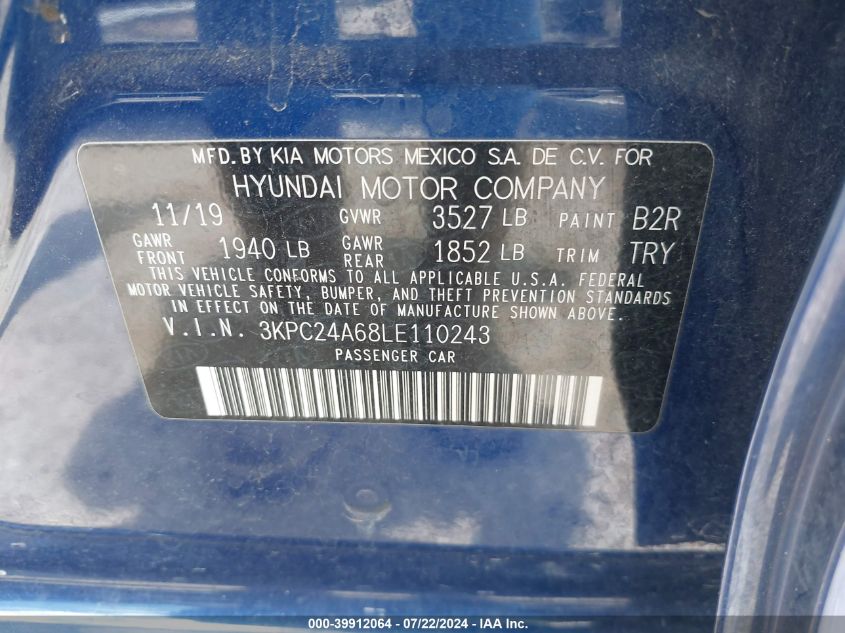 MFD. BY KIA MOTORS MEXICO S.A. DE C.V. FOR
HYUNDAI MOTOR COMPANY
11/19 GVWR 3527 LB PAINT B2R
GAWR FRONT 1940 LB GAWR REAR 1852 LB TRIM TRY
THIS VEHICLE CONFORMS TO ALL APPLICABLE U.S.A. FEDERAL
MOTOR VEHICLE SAFETY, BUMPER, AND THEFT PREVENTION STANDARDS
IN EFFECT ON THE DATE OF MANUFACTURE SHOWN ABOVE.
V.I.N. 3KPC24A68LE110243
PASSENGER CAR
000-39912064 - 07/22/2024 - IAA Inc.